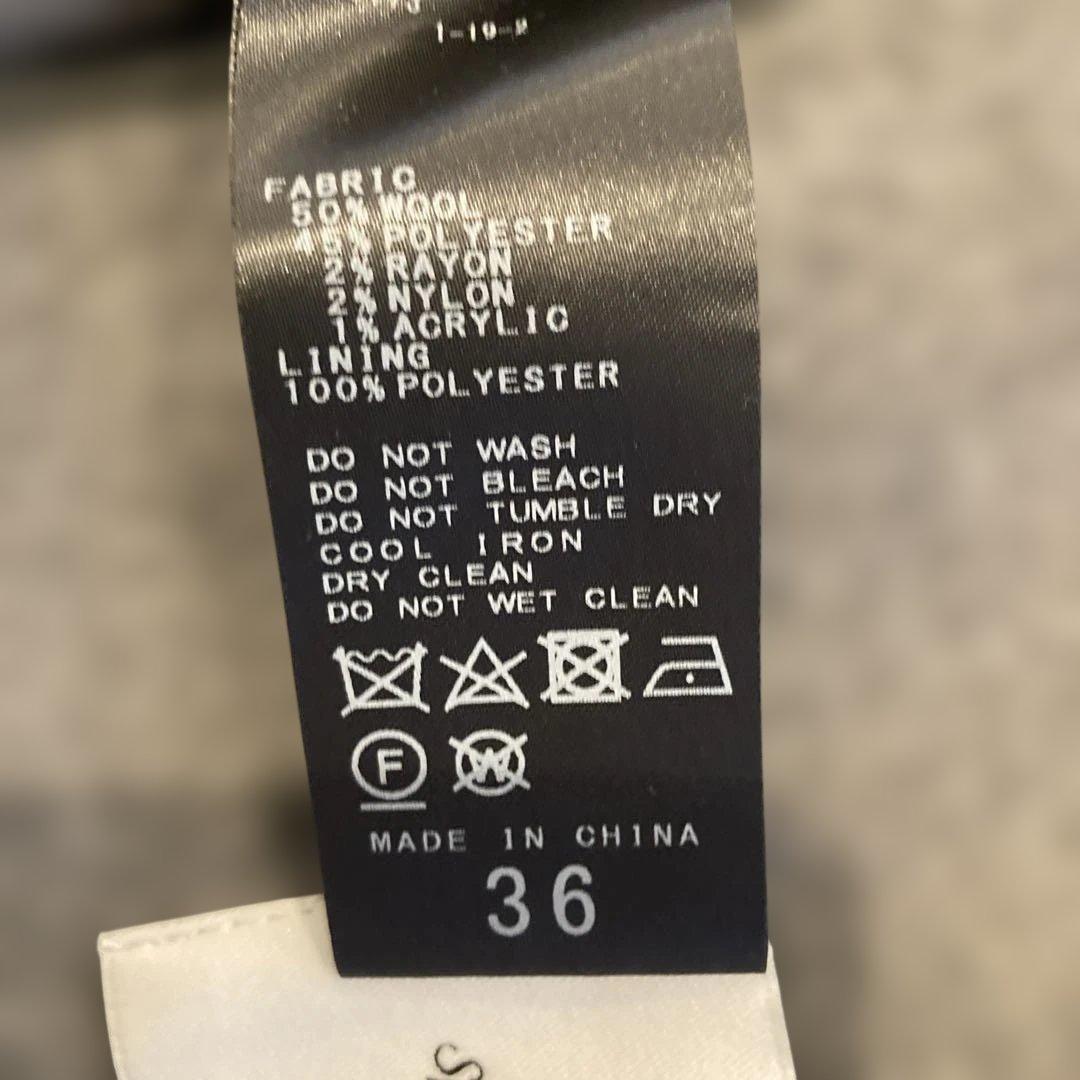 1-19-2
FABRIC
50% WOOL
45% POLYESTER
2% RAYON
2% NYLON
1% ACRYLIC
LINING
100% POLYESTER
DO NOT WASH
DO NOT BLEACH
DO NOT TUMBLE DRY
COOL IRON
DRY CLEAN
DO NOT WET CLEAN
F W
MADE IN CHINA
36